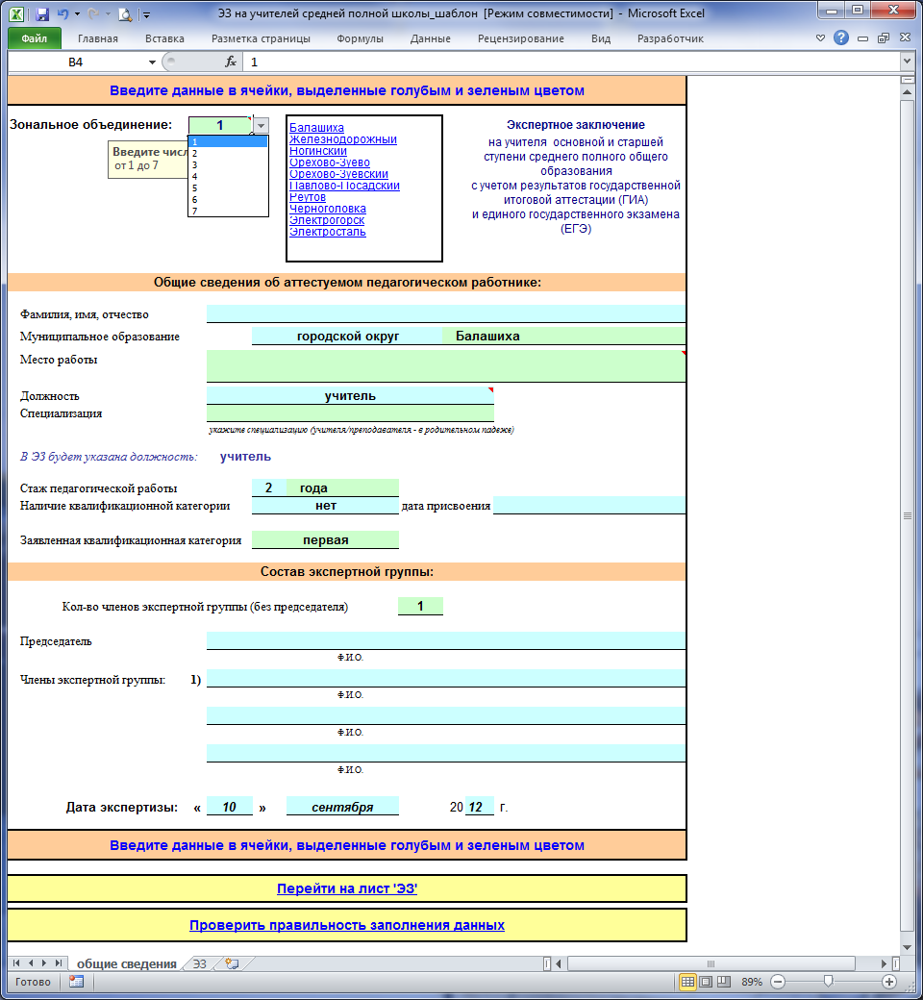 ЭЗ на учителей средней полной школы_шаблон [Режим совместимости] - Microsoft Excel
Файл Главная Вставка Разметка страницы Формулы Данные Рецензирование Вид Разработчик
B4 fx 1
Введите данные в ячейки, выделенные голубым и зеленым цветом
Зональное объединение: 1
Введите числ
от 1 до 7
1
2
3
4
5
6
7
Балашиха
Железнодорожный
Ногинский
Орехово-Зуево
Орехово-Зуевский
Павлово-Посадский
Реутов
Черноголовка
Электрогорск
Электросталь
Экспертное заключение
на учителя основной и старшей
ступени среднего полного общего
образования
с учетом результатов государственной
итоговой аттестации (ГИА)
и единого государственного экзамена
(ЕГЭ)
Общие сведения об аттестуемом педагогическом работнике:
Фамилия, имя, отчество
Муниципальное образование городской округ Балашиха
Место работы
Должность учитель
Специализация
укажите специализацию (учителя/преподавателя - в родительном падеже)
В ЭЗ будет указана должность: учитель
Стаж педагогической работы 2 года
Наличие квалификационной категории нет дата присвоения
Заявленная квалификационная категория первая
Состав экспертной группы:
Кол-во членов экспертной группы (без председателя) 1
Председатель
Ф.И.О.
Члены экспертной группы: 1)
Ф.И.О.
Ф.И.О.
Ф.И.О.
Дата экспертизы: « 10 » сентября 20 12 г.
Введите данные в ячейки, выделенные голубым и зеленым цветом
Перейти на лист 'ЭЗ'
Проверить правильность заполнения данных
общие сведения ЭЗ
Готово 89%